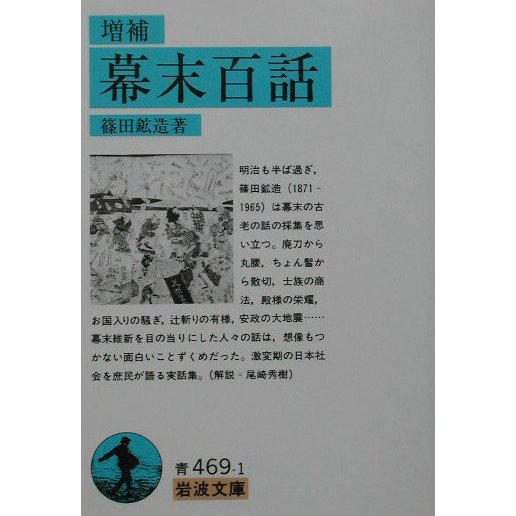 増補
幕末百話
篠田鉱造著
明治も半ば過ぎ,
篠田鉱造(1871-
1965)は幕末の古
老の話の採集を思
い立つ。廃刀から
丸腰,ちょん髷か
ら散切,士族の商
法,殿様の栄耀,
お国入りの騒ぎ,辻斬りの有様,安政の大地震……
幕末維新を目の当りにした人々の話は,想像もつ
かない面白いことずくめだった。激変期の日本社
会を庶民が語る実話集。(解説=尾崎秀樹)
青469-1
岩波文庫